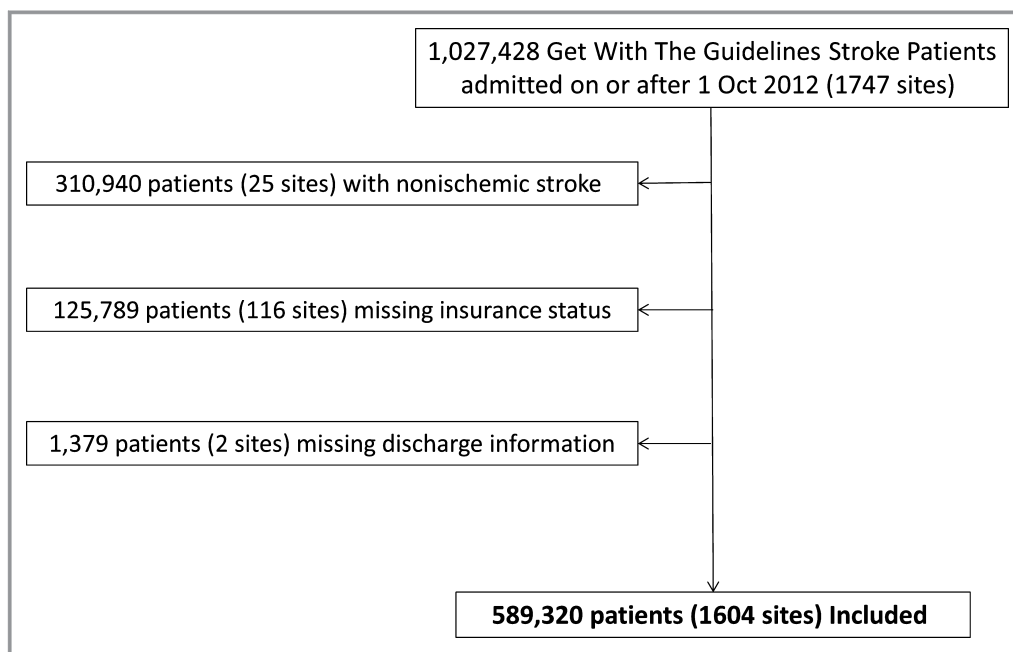 1,027,428 Get With The Guidelines Stroke Patients
admitted on or after 1 Oct 2012 (1747 sites)
310,940 patients (25 sites) with nonischemic stroke
125,789 patients (116 sites) missing insurance status
1,379 patients (2 sites) missing discharge information
589,320 patients (1604 sites) Included